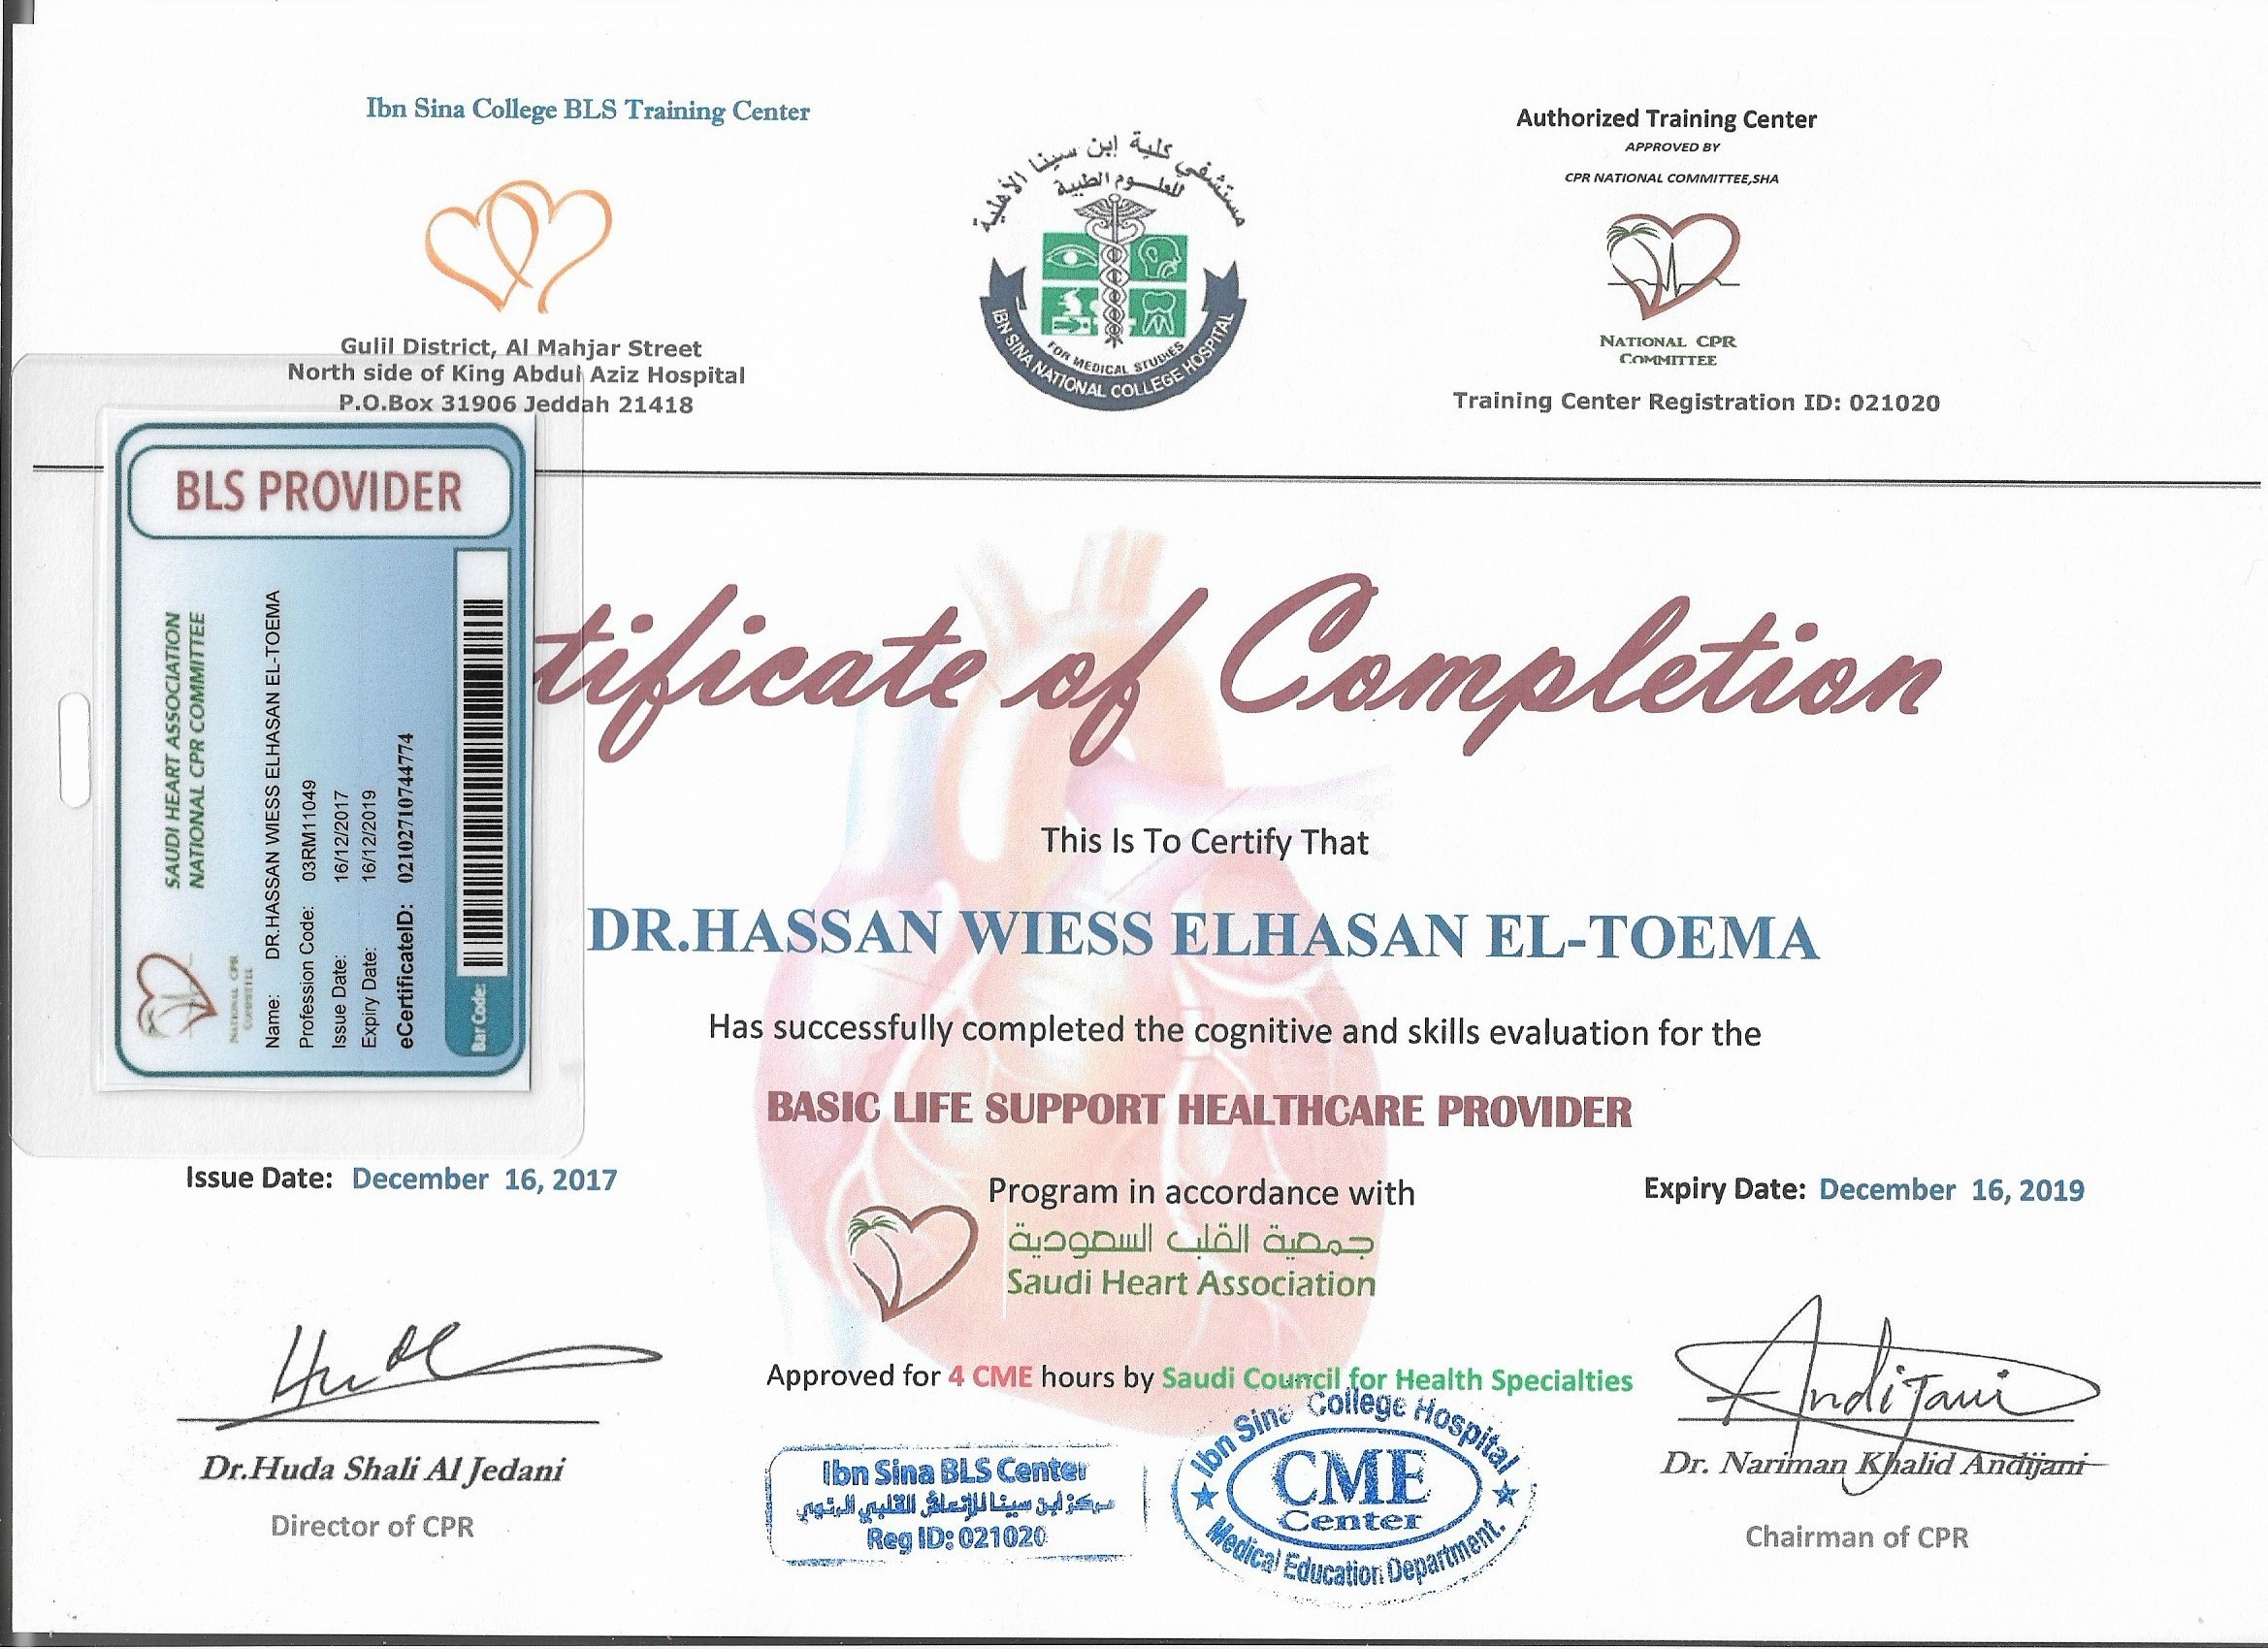 Ibn Sina College BLS Training Center
Gulil District, Al Mahjar Street
North side of King Abdul Aziz Hospital
P.O.Box 31906 Jeddah 21418
مستشفي كلية إبن سينا الأهلية
للعلوم الطبية
FOR MEDICAL STUDIES
IBN SINA NATIONAL COLLEGE HOSPITAL
Authorized Training Center
APPROVED BY
CPR NATIONAL COMMITTEE,SHA
NATIONAL CPR
COMMITTEE
Training Center Registration ID: 021020
BLS PROVIDER
SAUDI HEART ASSOCIATION
NATIONAL CPR COMMITTEE
NATIONAL CPR
COMMITTEE
Name: DR.HASSAN WIESS ELHASAN EL-TOEMA
Profession Code: 03RM11049
Issue Date: 16/12/2017
Expiry Date: 16/12/2019
eCertificateID: 02102710744774
Bar Code:
tificate of Completion
This Is To Certify That
DR.HASSAN WIESS ELHASAN EL-TOEMA
Has successfully completed the cognitive and skills evaluation for the
BASIC LIFE SUPPORT HEALTHCARE PROVIDER
Issue Date: December 16, 2017
Program in accordance with
Expiry Date: December 16, 2019
جمعية القلب السعودية
Saudi Heart Association
Approved for 4 CME hours by Saudi Council for Health Specialties
Huda
Andijani
Dr.Huda Shali Al Jedani
Director of CPR
Dr. Nariman Khalid Andijani
Chairman of CPR
Ibn Sina BLS Center
مركز ابن سينا للإنعاش القلبي الرئوي
Reg ID: 021020
Ibn Sina College Hospital
CME
Center
Medical Education Department.